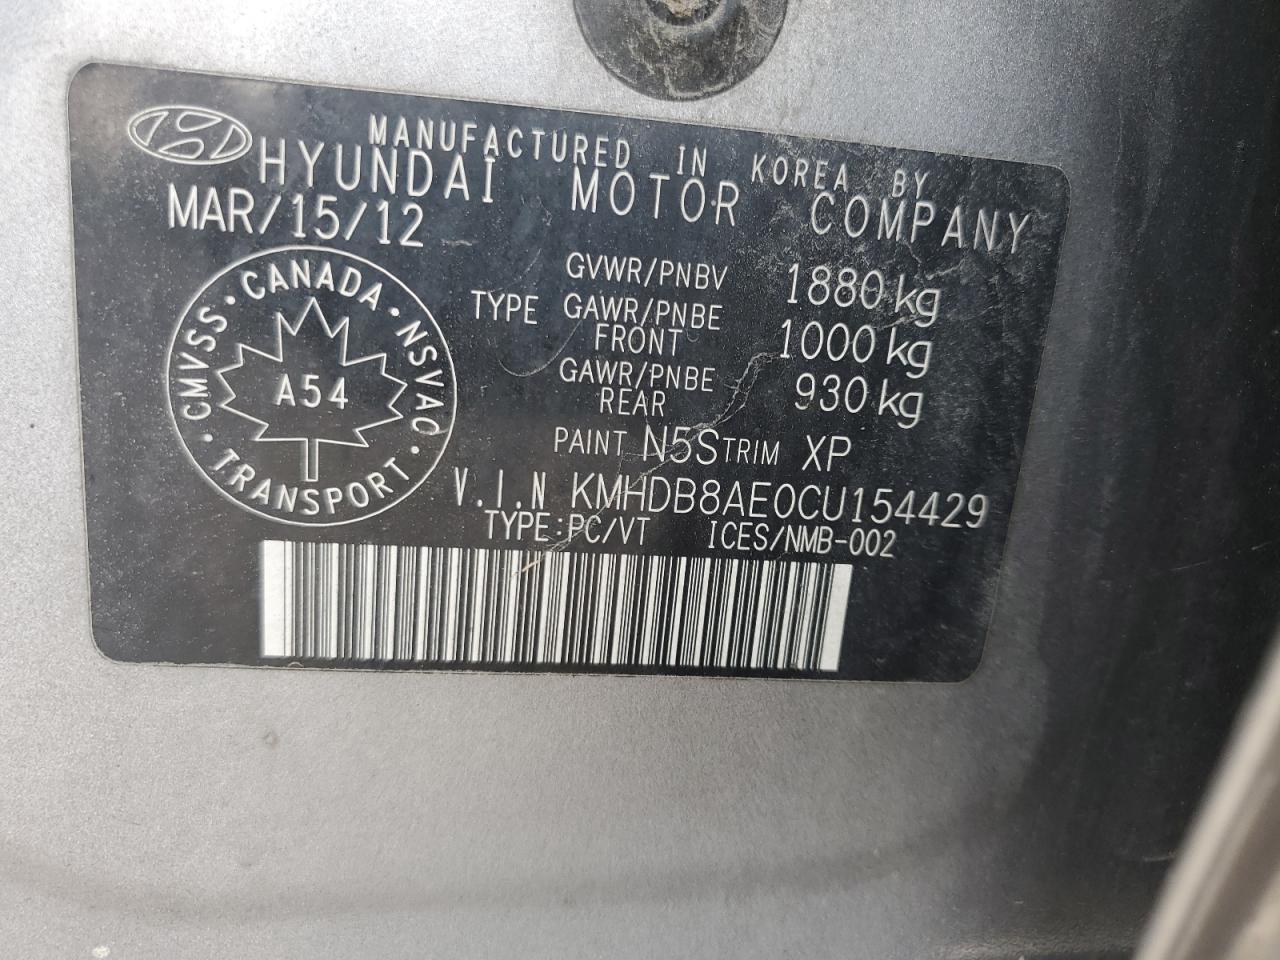 MANUFACTURED IN KOREA BY
HYUNDAI MOTOR COMPANY
MAR/15/12
CANADA · NSVAC · TRANSPORT · CMVSS
A54
GVWR/PNBV 1880 kg
TYPE GAWR/PNBE FRONT 1000 kg
GAWR/PNBE REAR 930 kg
PAINT N5S TRIM XP
V.I.N KMHDB8AE0CU154429
TYPE:PC/VT ICES/NMB-002